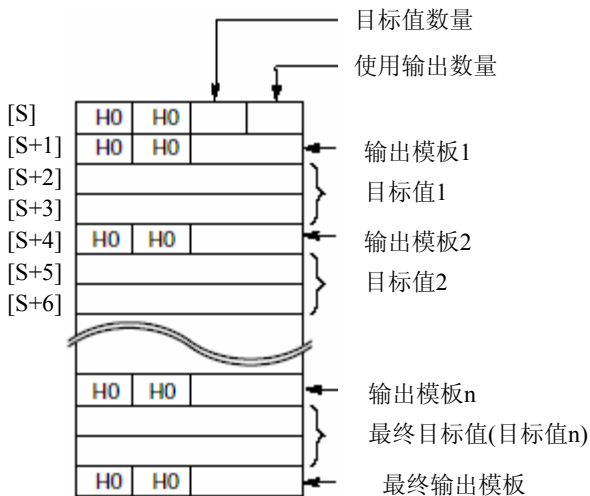 目标值数量
使用输出数量
[S] H0 H0
[S+1] H0 H0 输出模板1
[S+2]
目标值1
[S+3]
[S+4] H0 H0 输出模板2
[S+5]
目标值2
[S+6]
H0 H0 输出模板n
最终目标值(目标值n)
H0 H0 最终输出模板